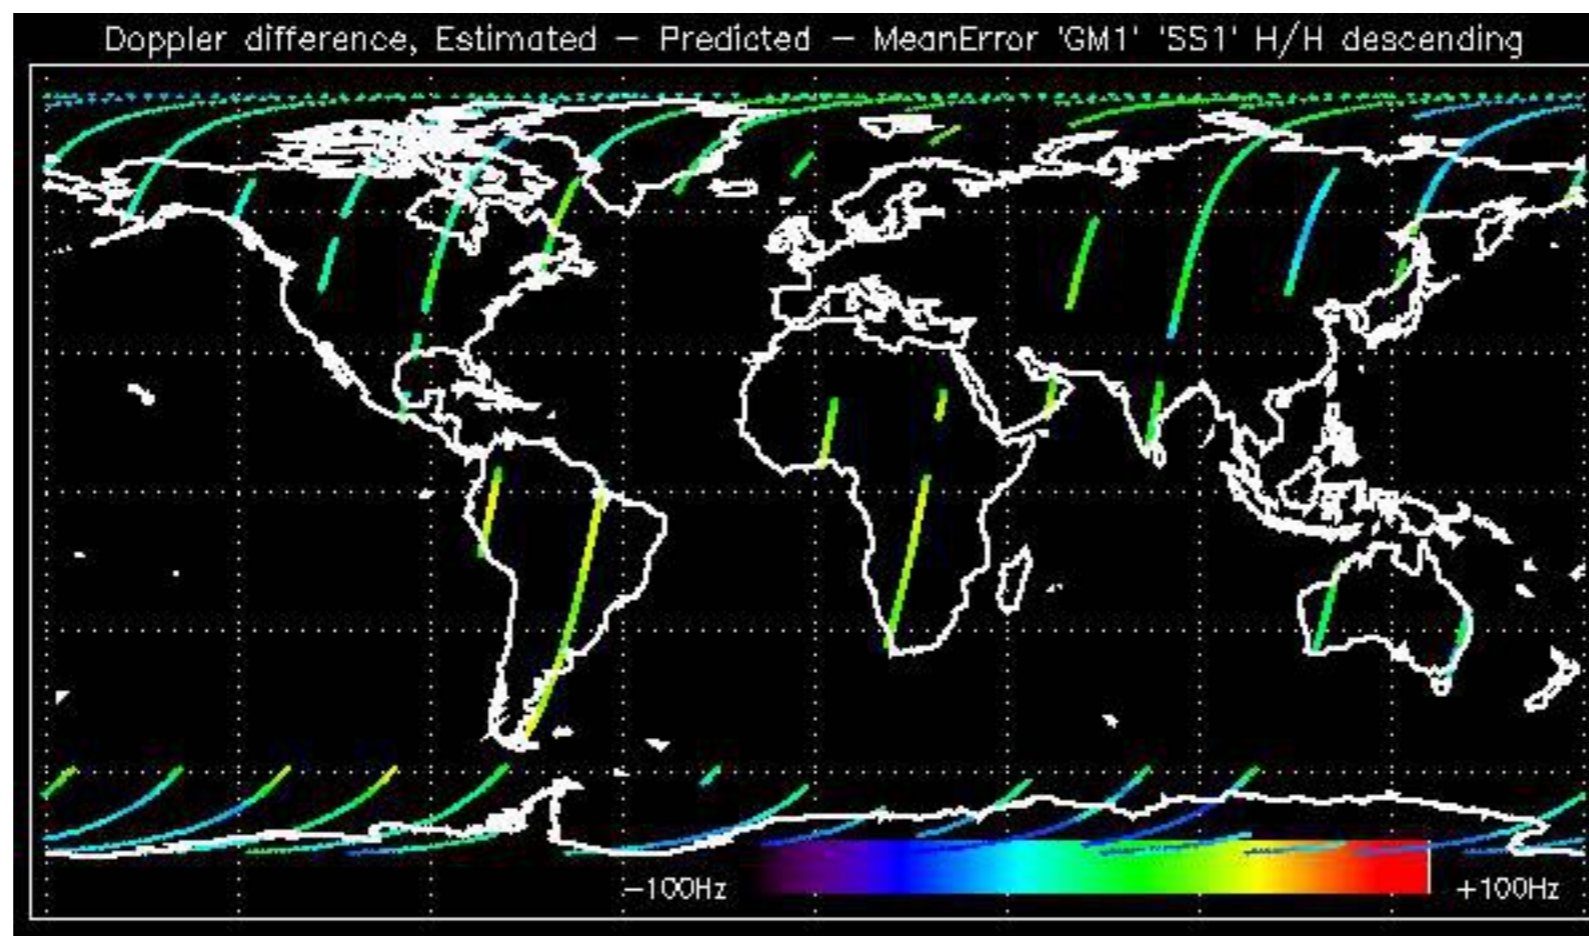 Doppler difference, Estimated – Predicted – MeanError 'GM1' 'SS1' H/H descending
–100Hz
+100Hz